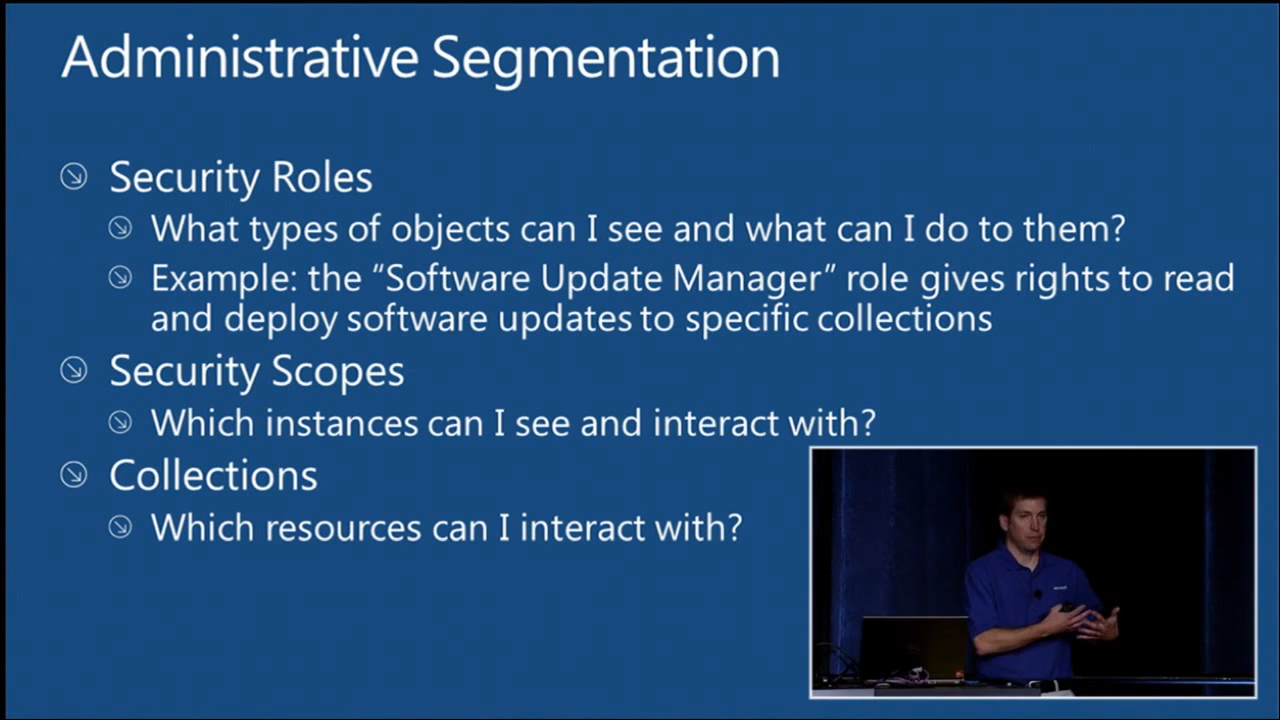 Administrative Segmentation
Security Roles
What types of objects can I see and what can I do to them?
Example: the “Software Update Manager” role gives rights to read
and deploy software updates to specific collections
Security Scopes
Which instances can I see and interact with?
Collections
Which resources can I interact with?